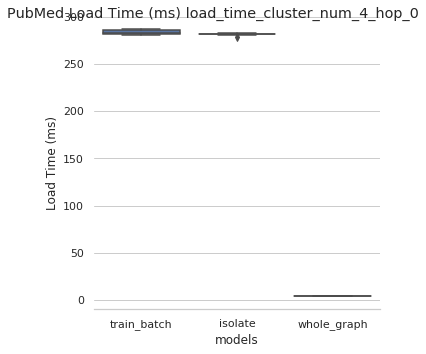 PubMed Load Time (ms) load_time_cluster_num_4_hop_0
300
250
200
150
100
50
0
Load Time (ms)
train_batch
isolate
whole_graph
models